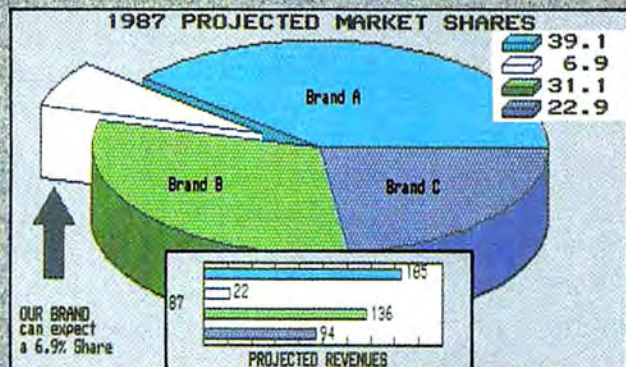 1987 PROJECTED MARKET SHARES
39.1
6.9
31.1
22.9
Brand A
Brand B
Brand C
OUR BRAND
can expect
a 6.9% Share
87
185
22
136
94
PROJECTED REVENUES